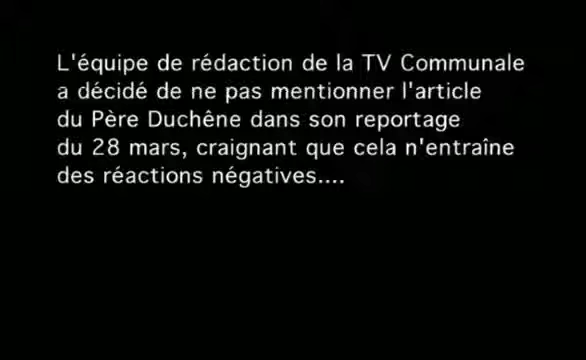 L'équipe de rédaction de la TV Communale
a décidé de ne pas mentionner l'article
du Père Duchêne dans son reportage
du 28 mars, craignant que cela n'entraîne
des réactions négatives....